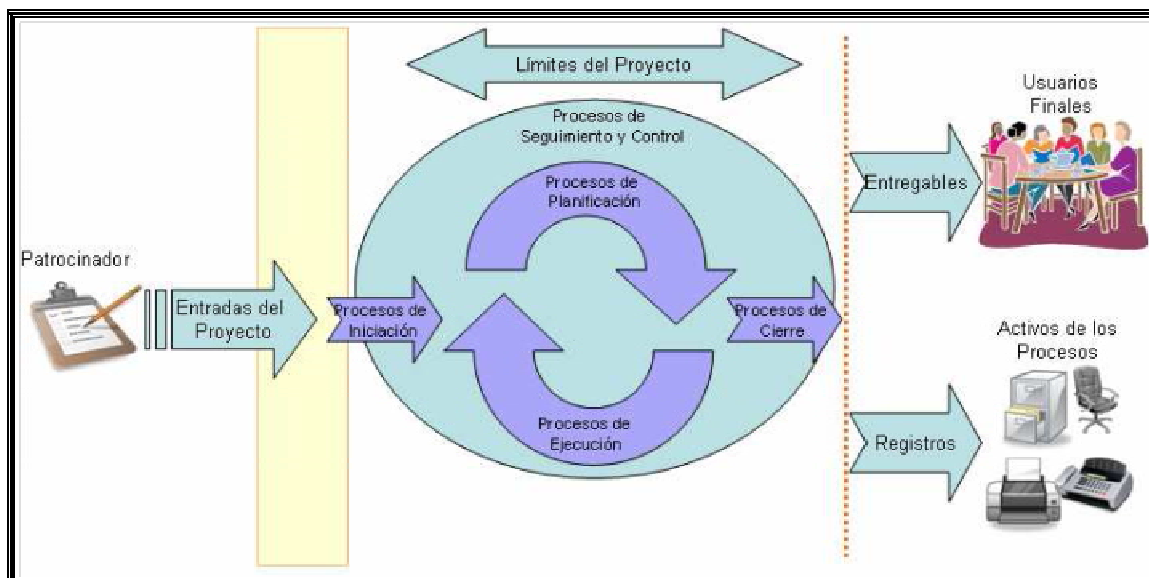 Límites del Proyecto
Procesos de
Seguimiento y Control
Procesos de
Planificación
Patrocinador
Entradas del
Proyecto
Procesos de
Iniciación
Procesos de
Cierre
Procesos de
Ejecución
Usuarios
Finales
Entregables
Activos de los
Procesos
Registros